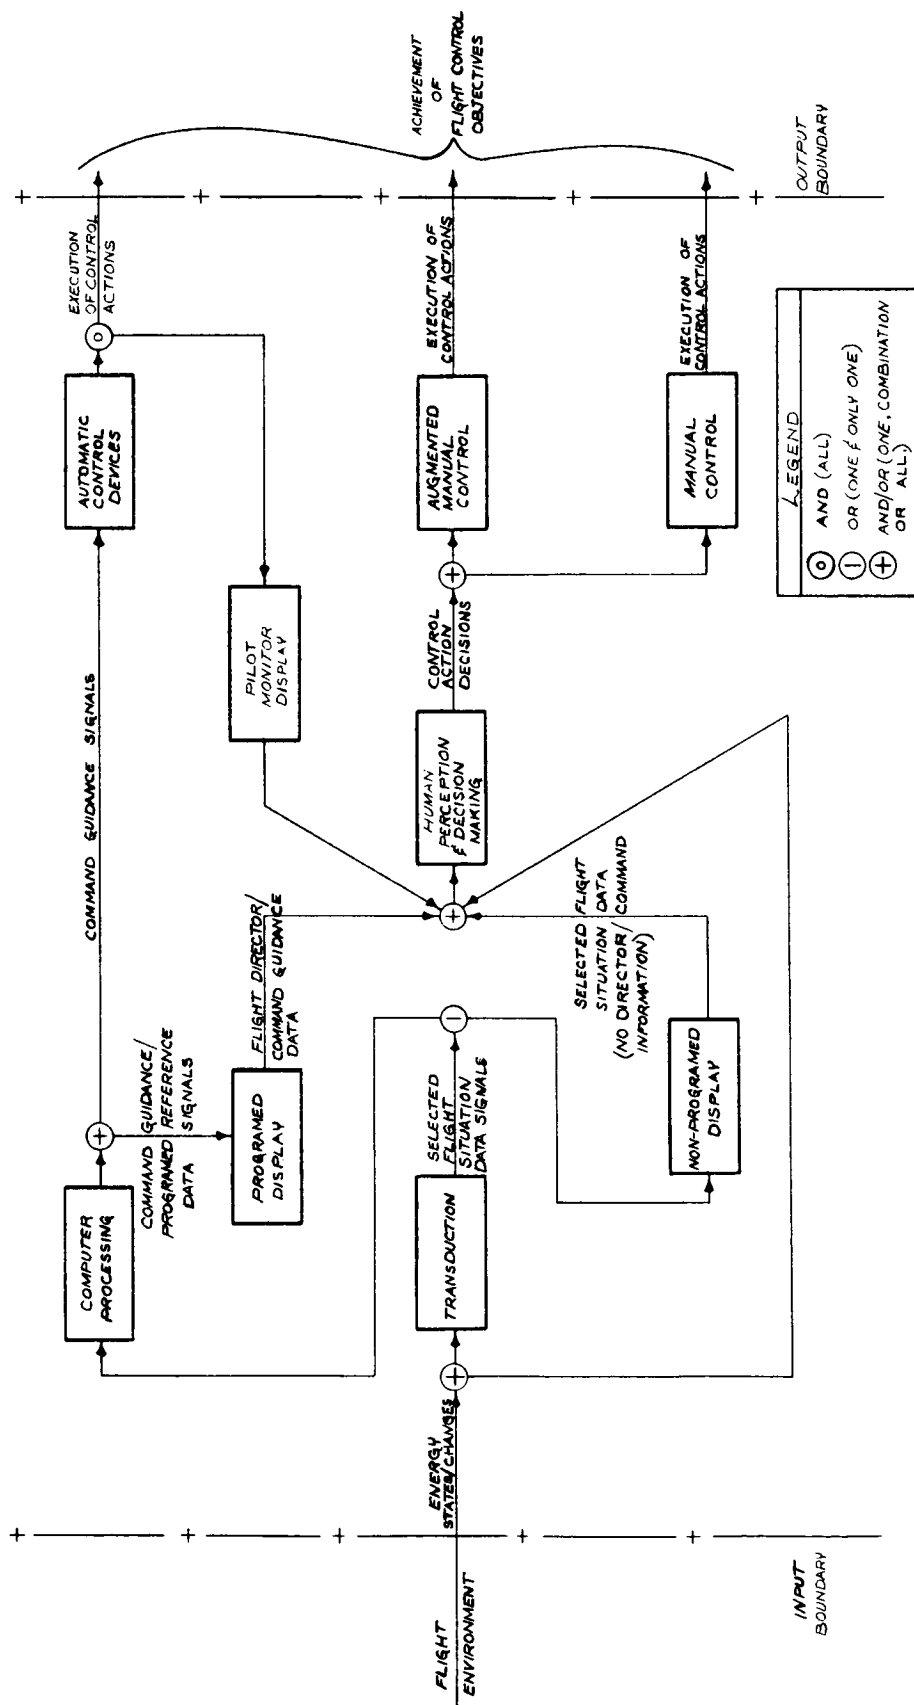 FLIGHT
ENVIRONMENT
INPUT
BOUNDARY
ENERGY
STATES/CHANGES
COMPUTER
PROCESSING
COMMAND GUIDANCE/
PROGRAMED REFERENCE
DATA SIGNALS
PROGRAMED
DISPLAY
FLIGHT DIRECTOR/
COMMAND GUIDANCE
DATA
TRANSDUCTION
SELECTED
FLIGHT
SITUATION
DATA SIGNALS
NON-PROGRAMED
DISPLAY
SELECTED FLIGHT
SITUATION DATA
(NO DIRECTOR/COMMAND
INFORMATION)
COMMAND GUIDANCE SIGNALS
PILOT
MONITOR
DISPLAY
HUMAN
PERCEPTION
& DECISION
MAKING
CONTROL
ACTION
DECISIONS
AUTOMATIC
CONTROL
DEVICES
AUGMENTED
MANUAL
CONTROL
MANUAL
CONTROL
EXECUTION
OF CONTROL
ACTIONS
EXECUTION OF
CONTROL ACTIONS
EXECUTION OF
CONTROL ACTIONS
ACHIEVEMENT
OF
FLIGHT CONTROL
OBJECTIVES
OUTPUT
BOUNDARY
LEGEND
AND (ALL)
OR (ONE & ONLY ONE)
AND/OR (ONE, COMBINATION
OR ALL)